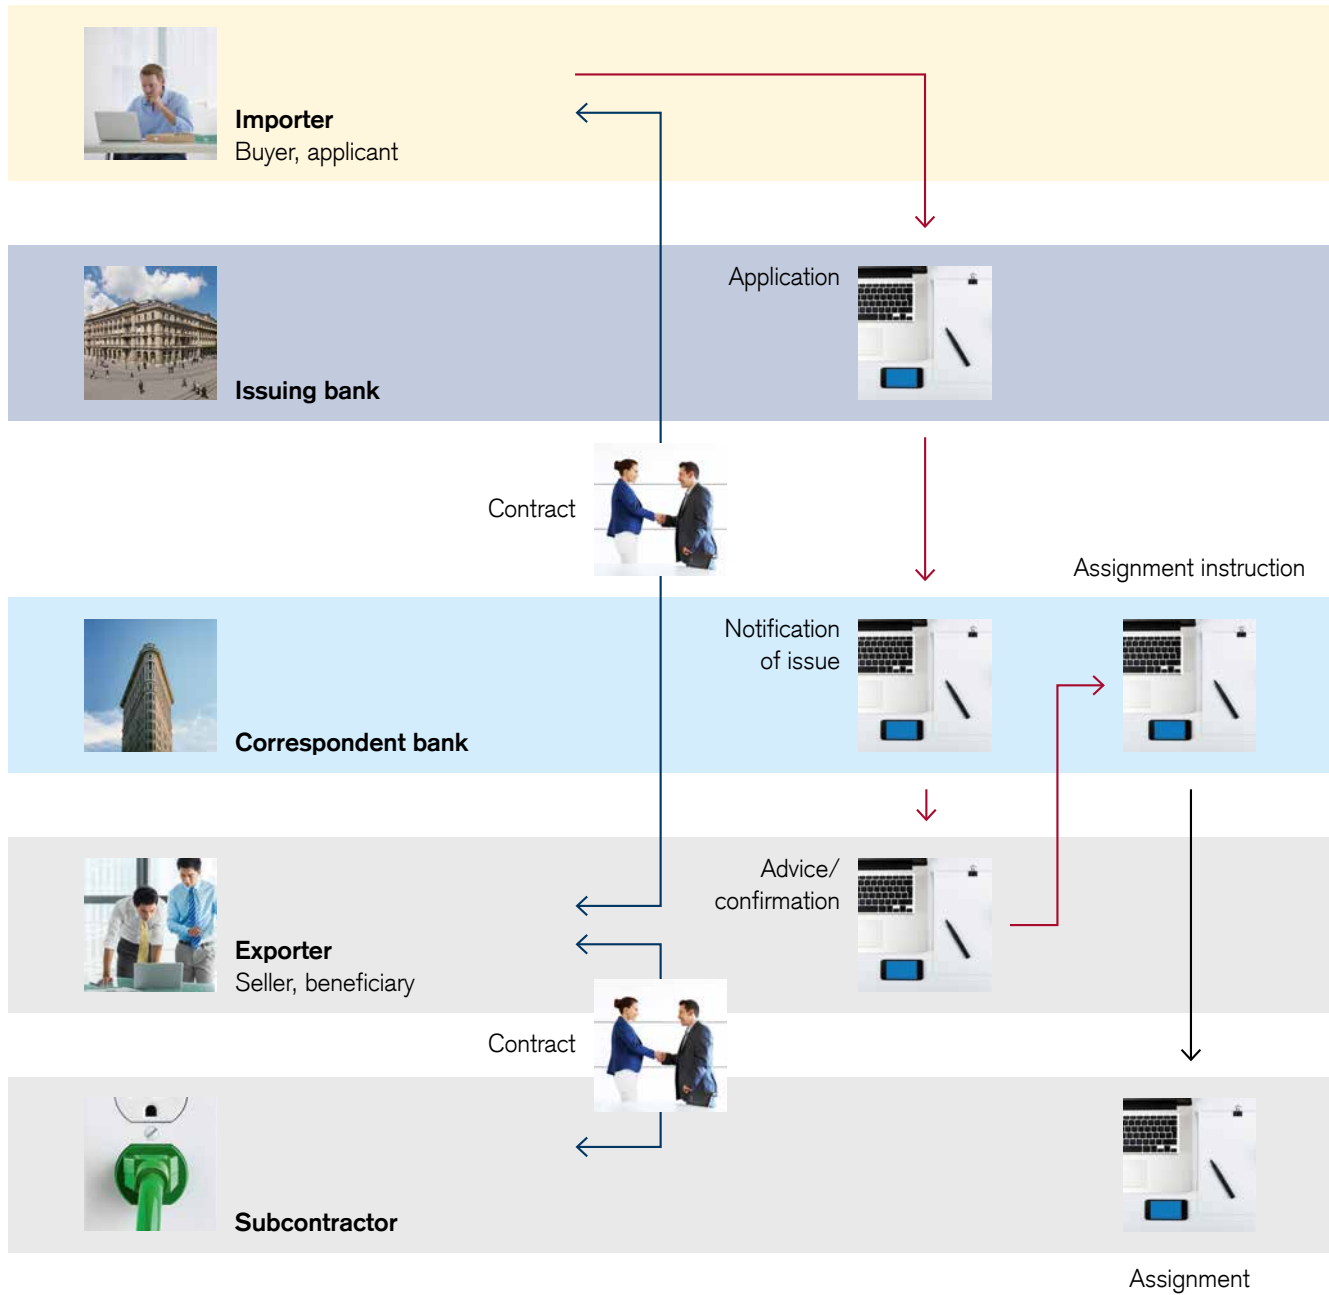 Importer
Buyer, applicant
Application
Issuing bank
Contract
Assignment instruction
Notification
of issue
Correspondent bank
Advice/
confirmation
Exporter
Seller, beneficiary
Contract
Subcontractor
Assignment